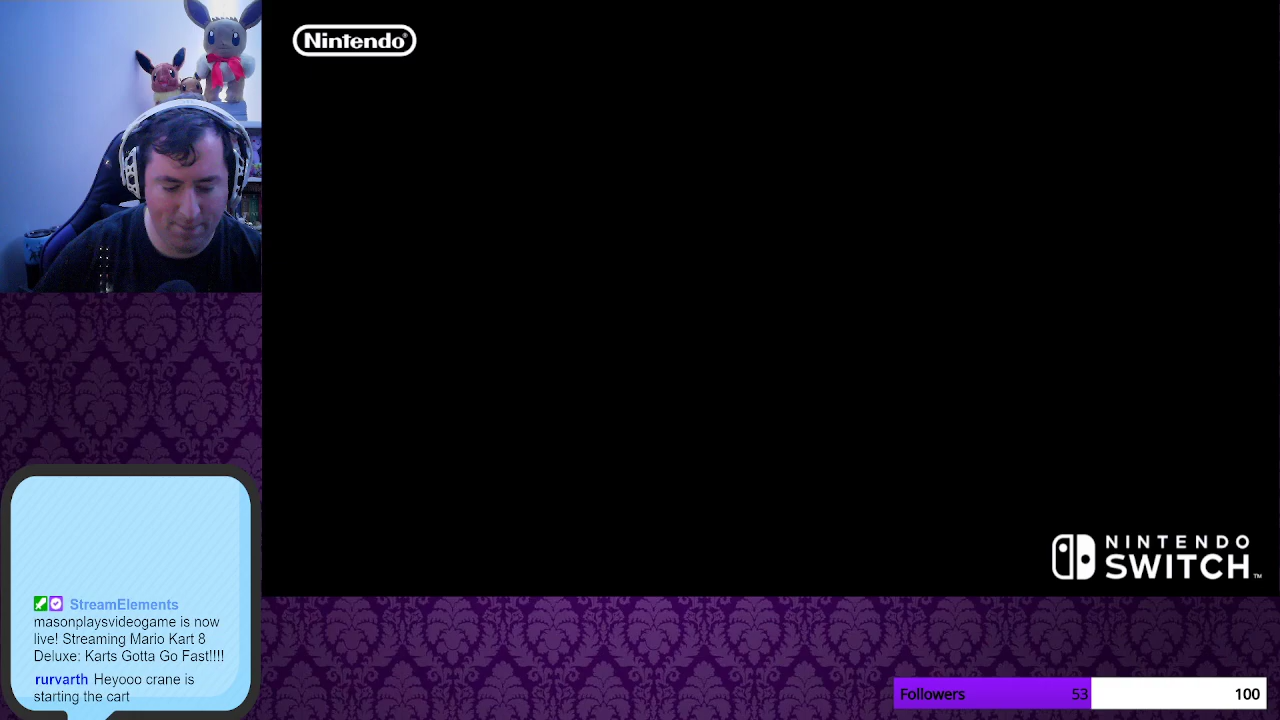 Nintendo
NINTENDO
SWITCH
StreamElements
masonplaysvideogame is now
live! Streaming Mario Kart 8
Deluxe: Karts Gotta Go Fast!!!!
rurvarth Heyooo crane is
starting the cart
Followers 53 100